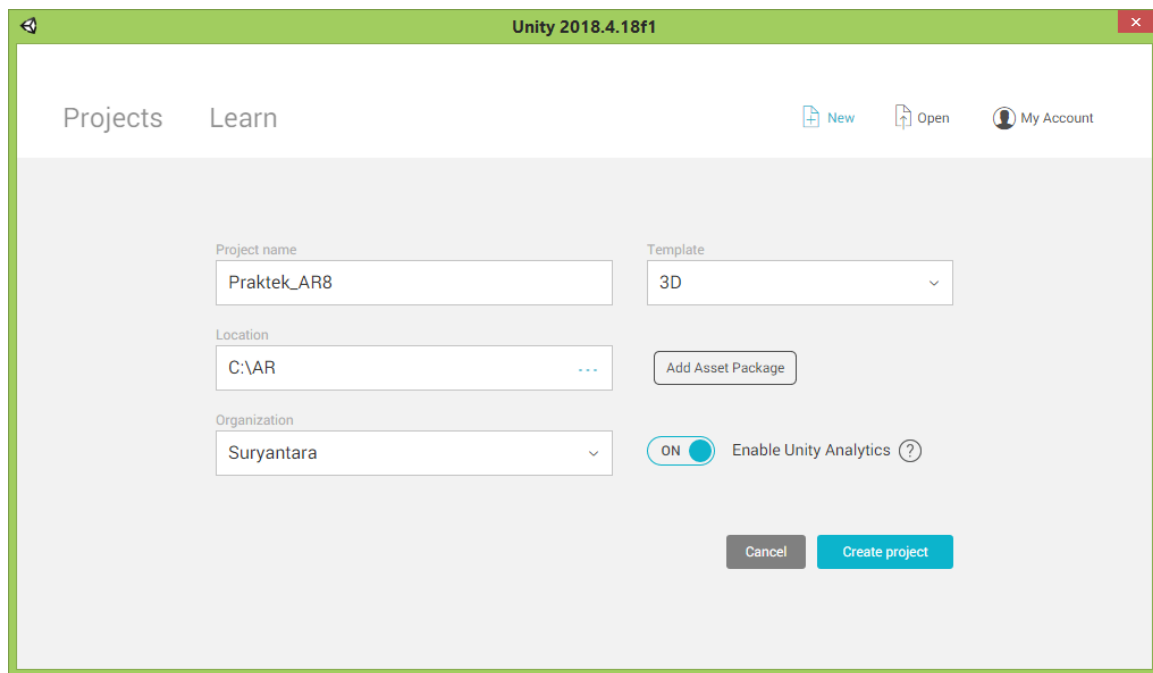 Unity 2018.4.18f1
Projects Learn New Open My Account
Project name Template
Praktek_AR8 3D
Location
C:\AR ... Add Asset Package
Organization
Suryantara ON Enable Unity Analytics ?
Cancel Create project